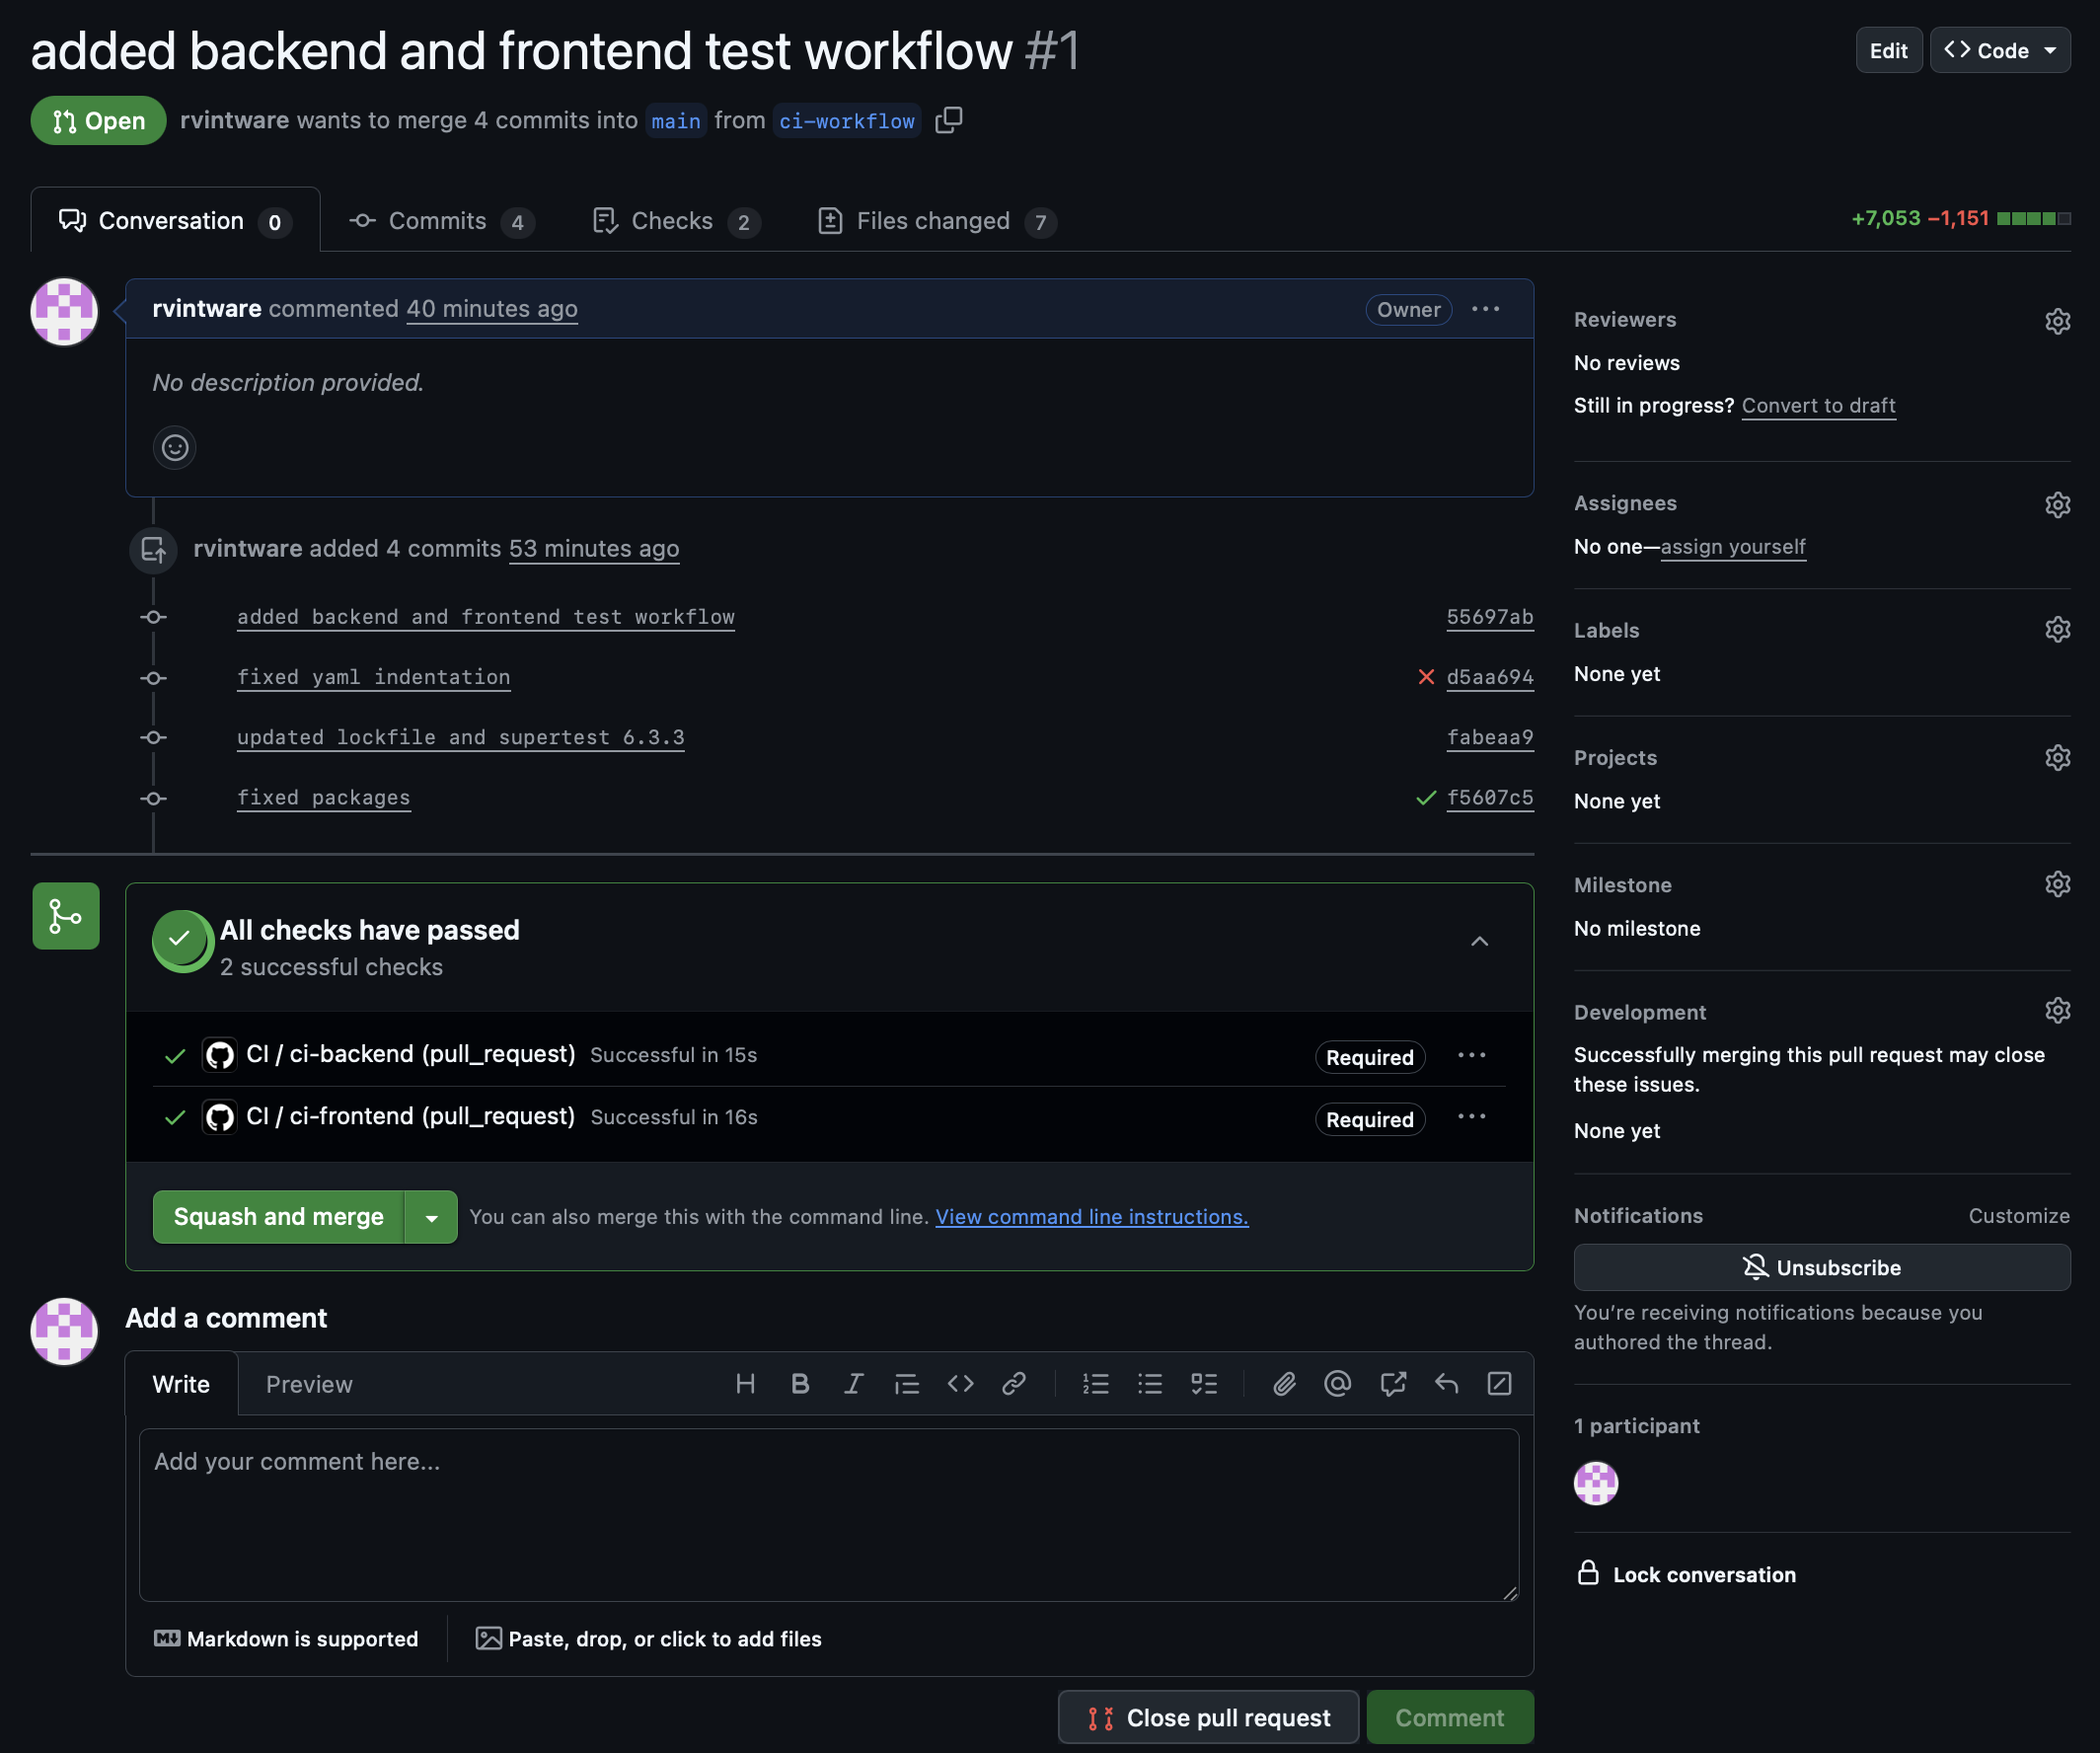 added backend and frontend test workflow #1
Edit
Code
Open
rvintware wants to merge 4 commits into main from ci-workflow
Conversation 0
Commits 4
Checks 2
Files changed 7
+7,053 −1,151
rvintware commented 40 minutes ago
Owner
No description provided.
rvintware added 4 commits 53 minutes ago
added backend and frontend test workflow 55697ab
fixed yaml indentation d5aa694
updated lockfile and supertest 6.3.3 fabeaa9
fixed packages f5607c5
All checks have passed
2 successful checks
CI / ci-backend (pull_request) Successful in 15s Required
CI / ci-frontend (pull_request) Successful in 16s Required
Squash and merge
You can also merge this with the command line. View command line instructions.
Add a comment
Write
Preview
Add your comment here...
Markdown is supported
Paste, drop, or click to add files
Close pull request
Comment
Reviewers
No reviews
Still in progress? Convert to draft
Assignees
No one—assign yourself
Labels
None yet
Projects
None yet
Milestone
No milestone
Development
Successfully merging this pull request may close
these issues.
None yet
Notifications
Customize
Unsubscribe
You’re receiving notifications because you
authored the thread.
1 participant
Lock conversation